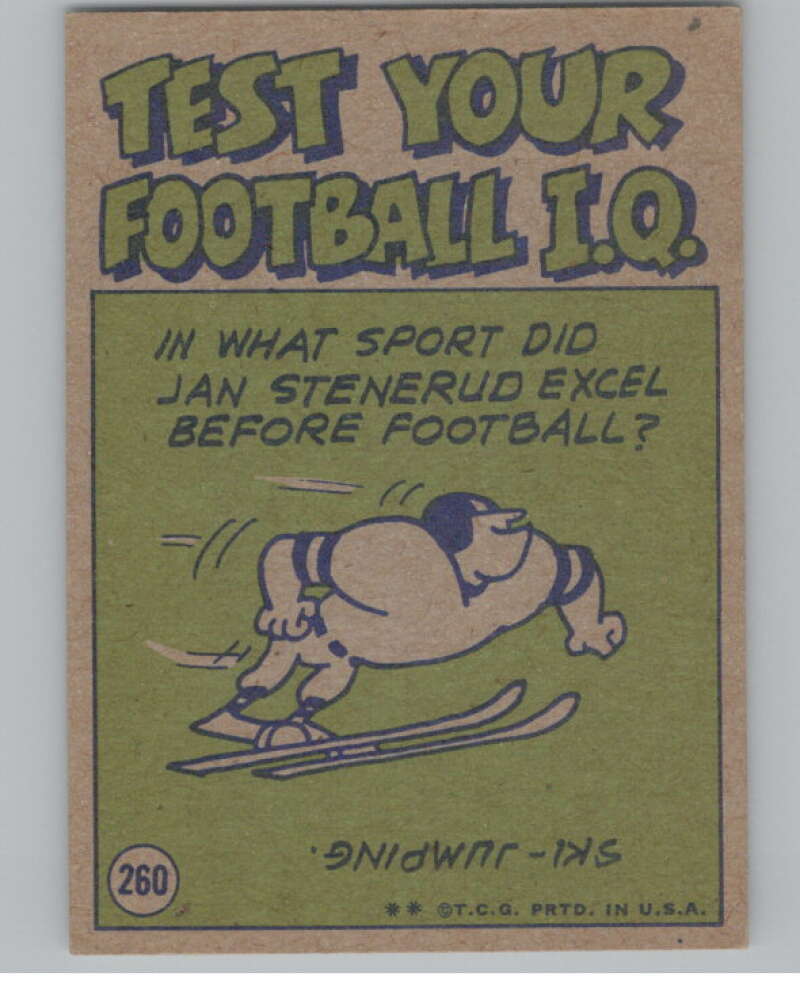 TEST YOUR
FOOTBALL I.Q.
IN WHAT SPORT DID
JAN STENERUD EXCEL
BEFORE FOOTBALL?
SKI-JUMPING.
260
** ©T.C.G. PRTD. IN U.S.A.